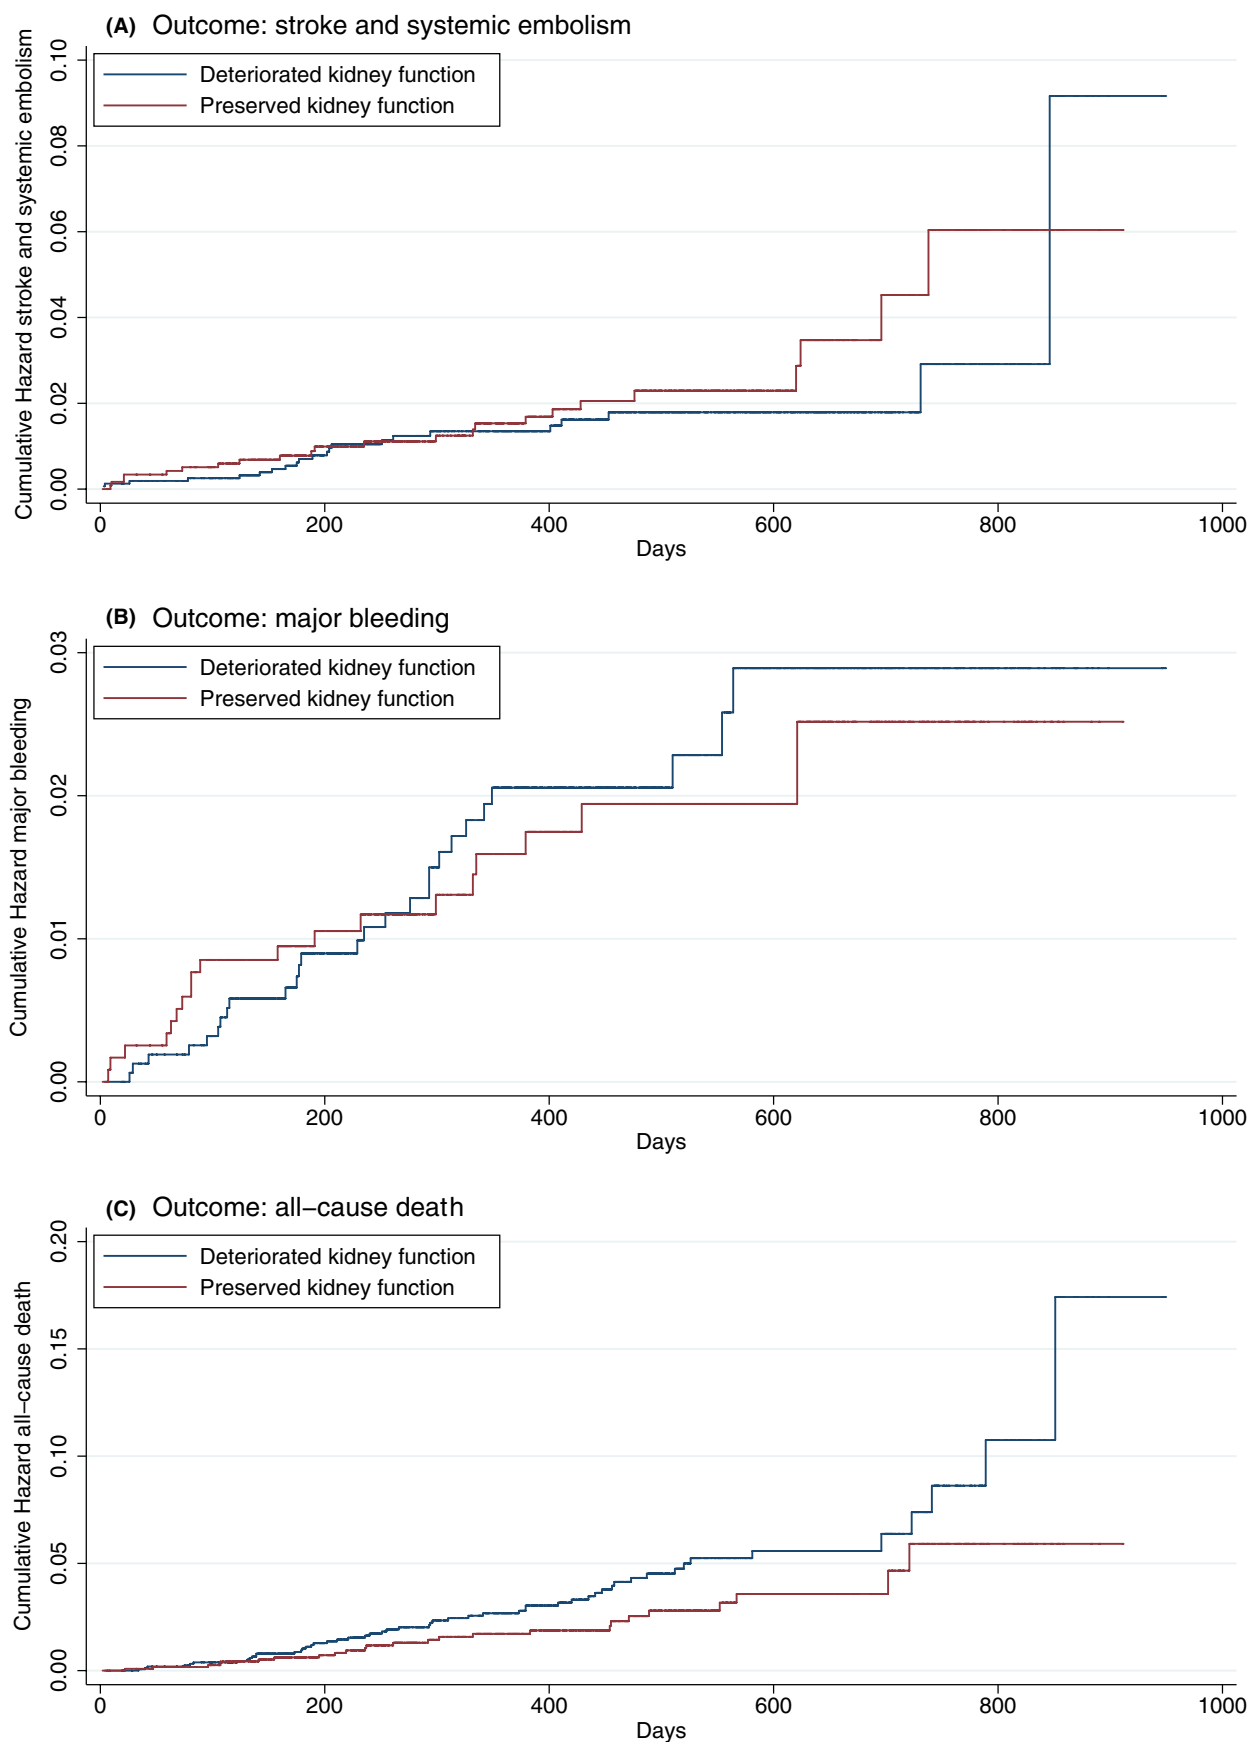 (A) Outcome: stroke and systemic embolism
Cumulative Hazard stroke and systemic embolism
0.10
0.08
0.06
0.04
0.02
0.00
Deteriorated kidney function
Preserved kidney function
0 200 400 600 800 1000
Days
(B) Outcome: major bleeding
Cumulative Hazard major bleeding
0.03
0.02
0.01
0.00
Deteriorated kidney function
Preserved kidney function
0 200 400 600 800 1000
Days
(C) Outcome: all–cause death
Cumulative Hazard all–cause death
0.20
0.15
0.10
0.05
0.00
Deteriorated kidney function
Preserved kidney function
0 200 400 600 800 1000
Days